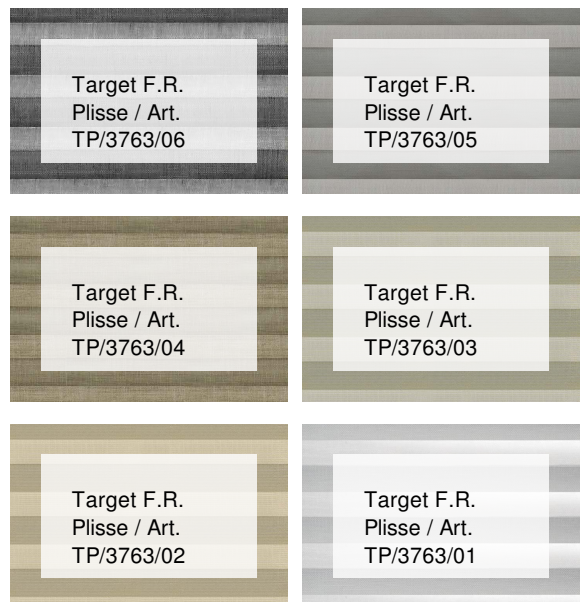 Target F.R.
Plisse / Art.
TP/3763/06
Target F.R.
Plisse / Art.
TP/3763/05
Target F.R.
Plisse / Art.
TP/3763/04
Target F.R.
Plisse / Art.
TP/3763/03
Target F.R.
Plisse / Art.
TP/3763/02
Target F.R.
Plisse / Art.
TP/3763/01